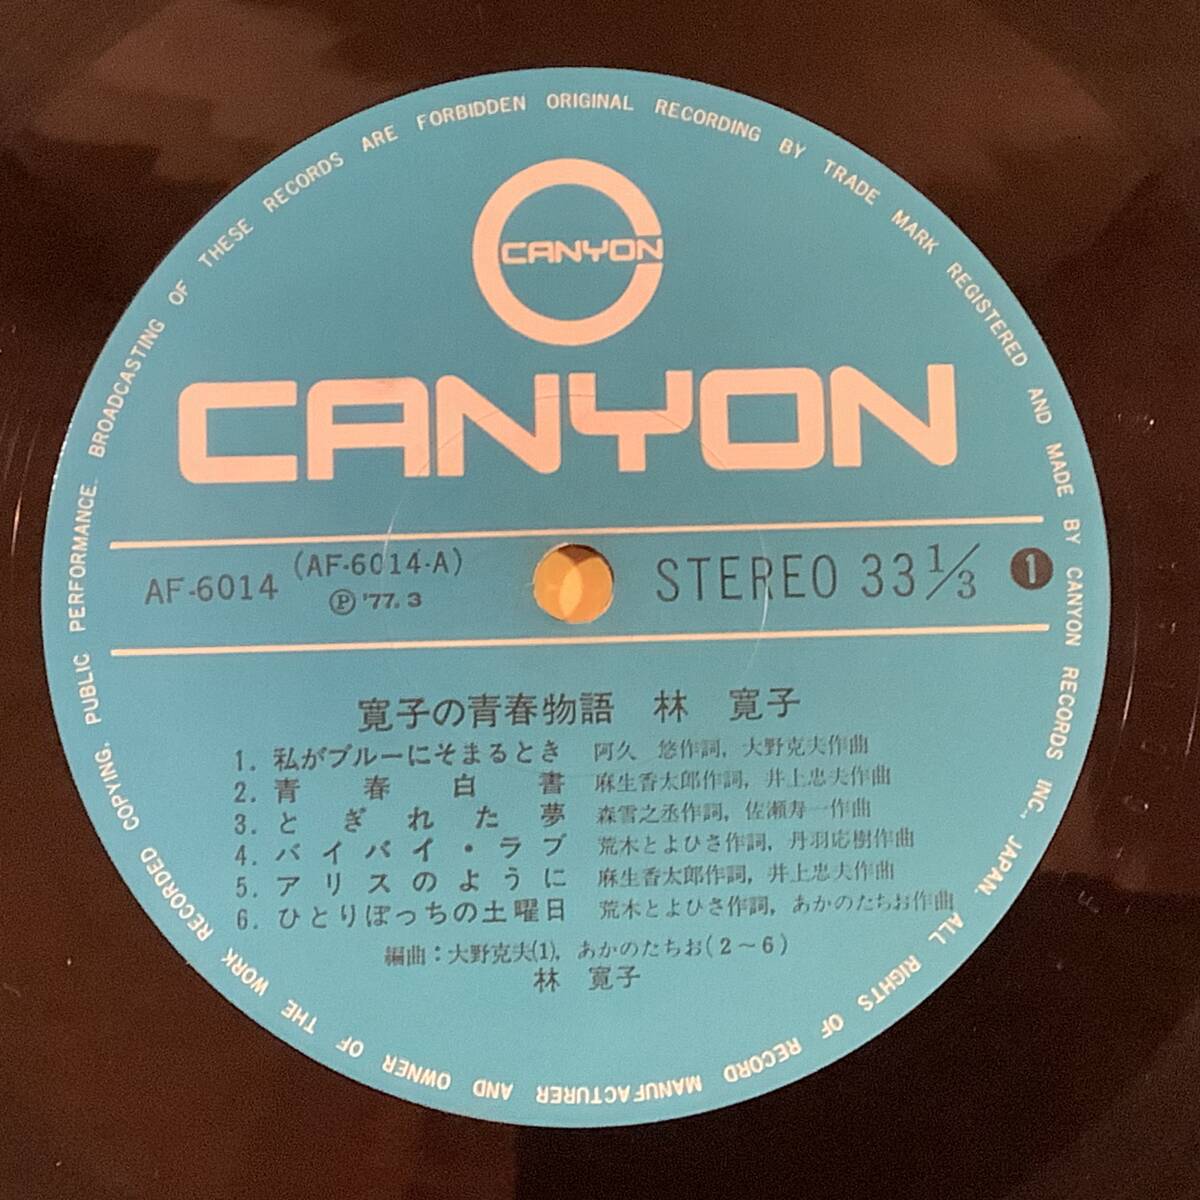 BROADCASTING OF THESE RECORDS ARE FORBIDDEN ORIGINAL RECORDING BY TRADE MARK REGISTERED AND MADE BY CANYON RECORDS INC., JAPAN.
ALL RIGHTS OF RECORD MANUFACTURER AND OWNER OF THE WORK RECORDED COPYING. PUBLIC PERFORMANCE.
CANYON
CANYON
AF-6014 (AF-6014-A) STEREO 33 1/3 1
Ⓟ '77.3
寛子の青春物語 林 寛子
1. 私がブルーにそまるとき 阿久 悠作詞, 大野克夫作曲
2. 青春白書 麻生香太郎作詞, 井上忠夫作曲
3. とぎれた夢 森雪之丞作詞, 佐瀬寿一作曲
4. バイバイ・ラブ 荒木とよひさ作詞, 丹羽応樹作曲
5. アリスのように 麻生香太郎作詞, 井上忠夫作曲
6. ひとりぼっちの土曜日 荒木とよひさ作詞, あかのたちお作曲
編曲：大野克夫(1), あかのたちお(2〜6)
林 寛子